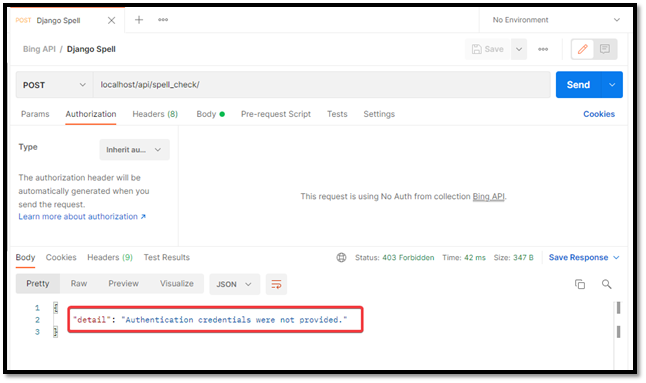 POST Django Spell
No Environment
Bing API / Django Spell
Save
POST
localhost/api/spell_check/
Send
Params Authorization Headers (8) Body Pre-request Script Tests Settings Cookies
Type
Inherit au...
The authorization header will be
automatically generated when you
send the request.
Learn more about authorization ↗
This request is using No Auth from collection Bing API.
Body Cookies Headers (9) Test Results
Status: 403 Forbidden Time: 42 ms Size: 347 B Save Response
Pretty Raw Preview Visualize JSON
1 {
2 "detail": "Authentication credentials were not provided."
3 }